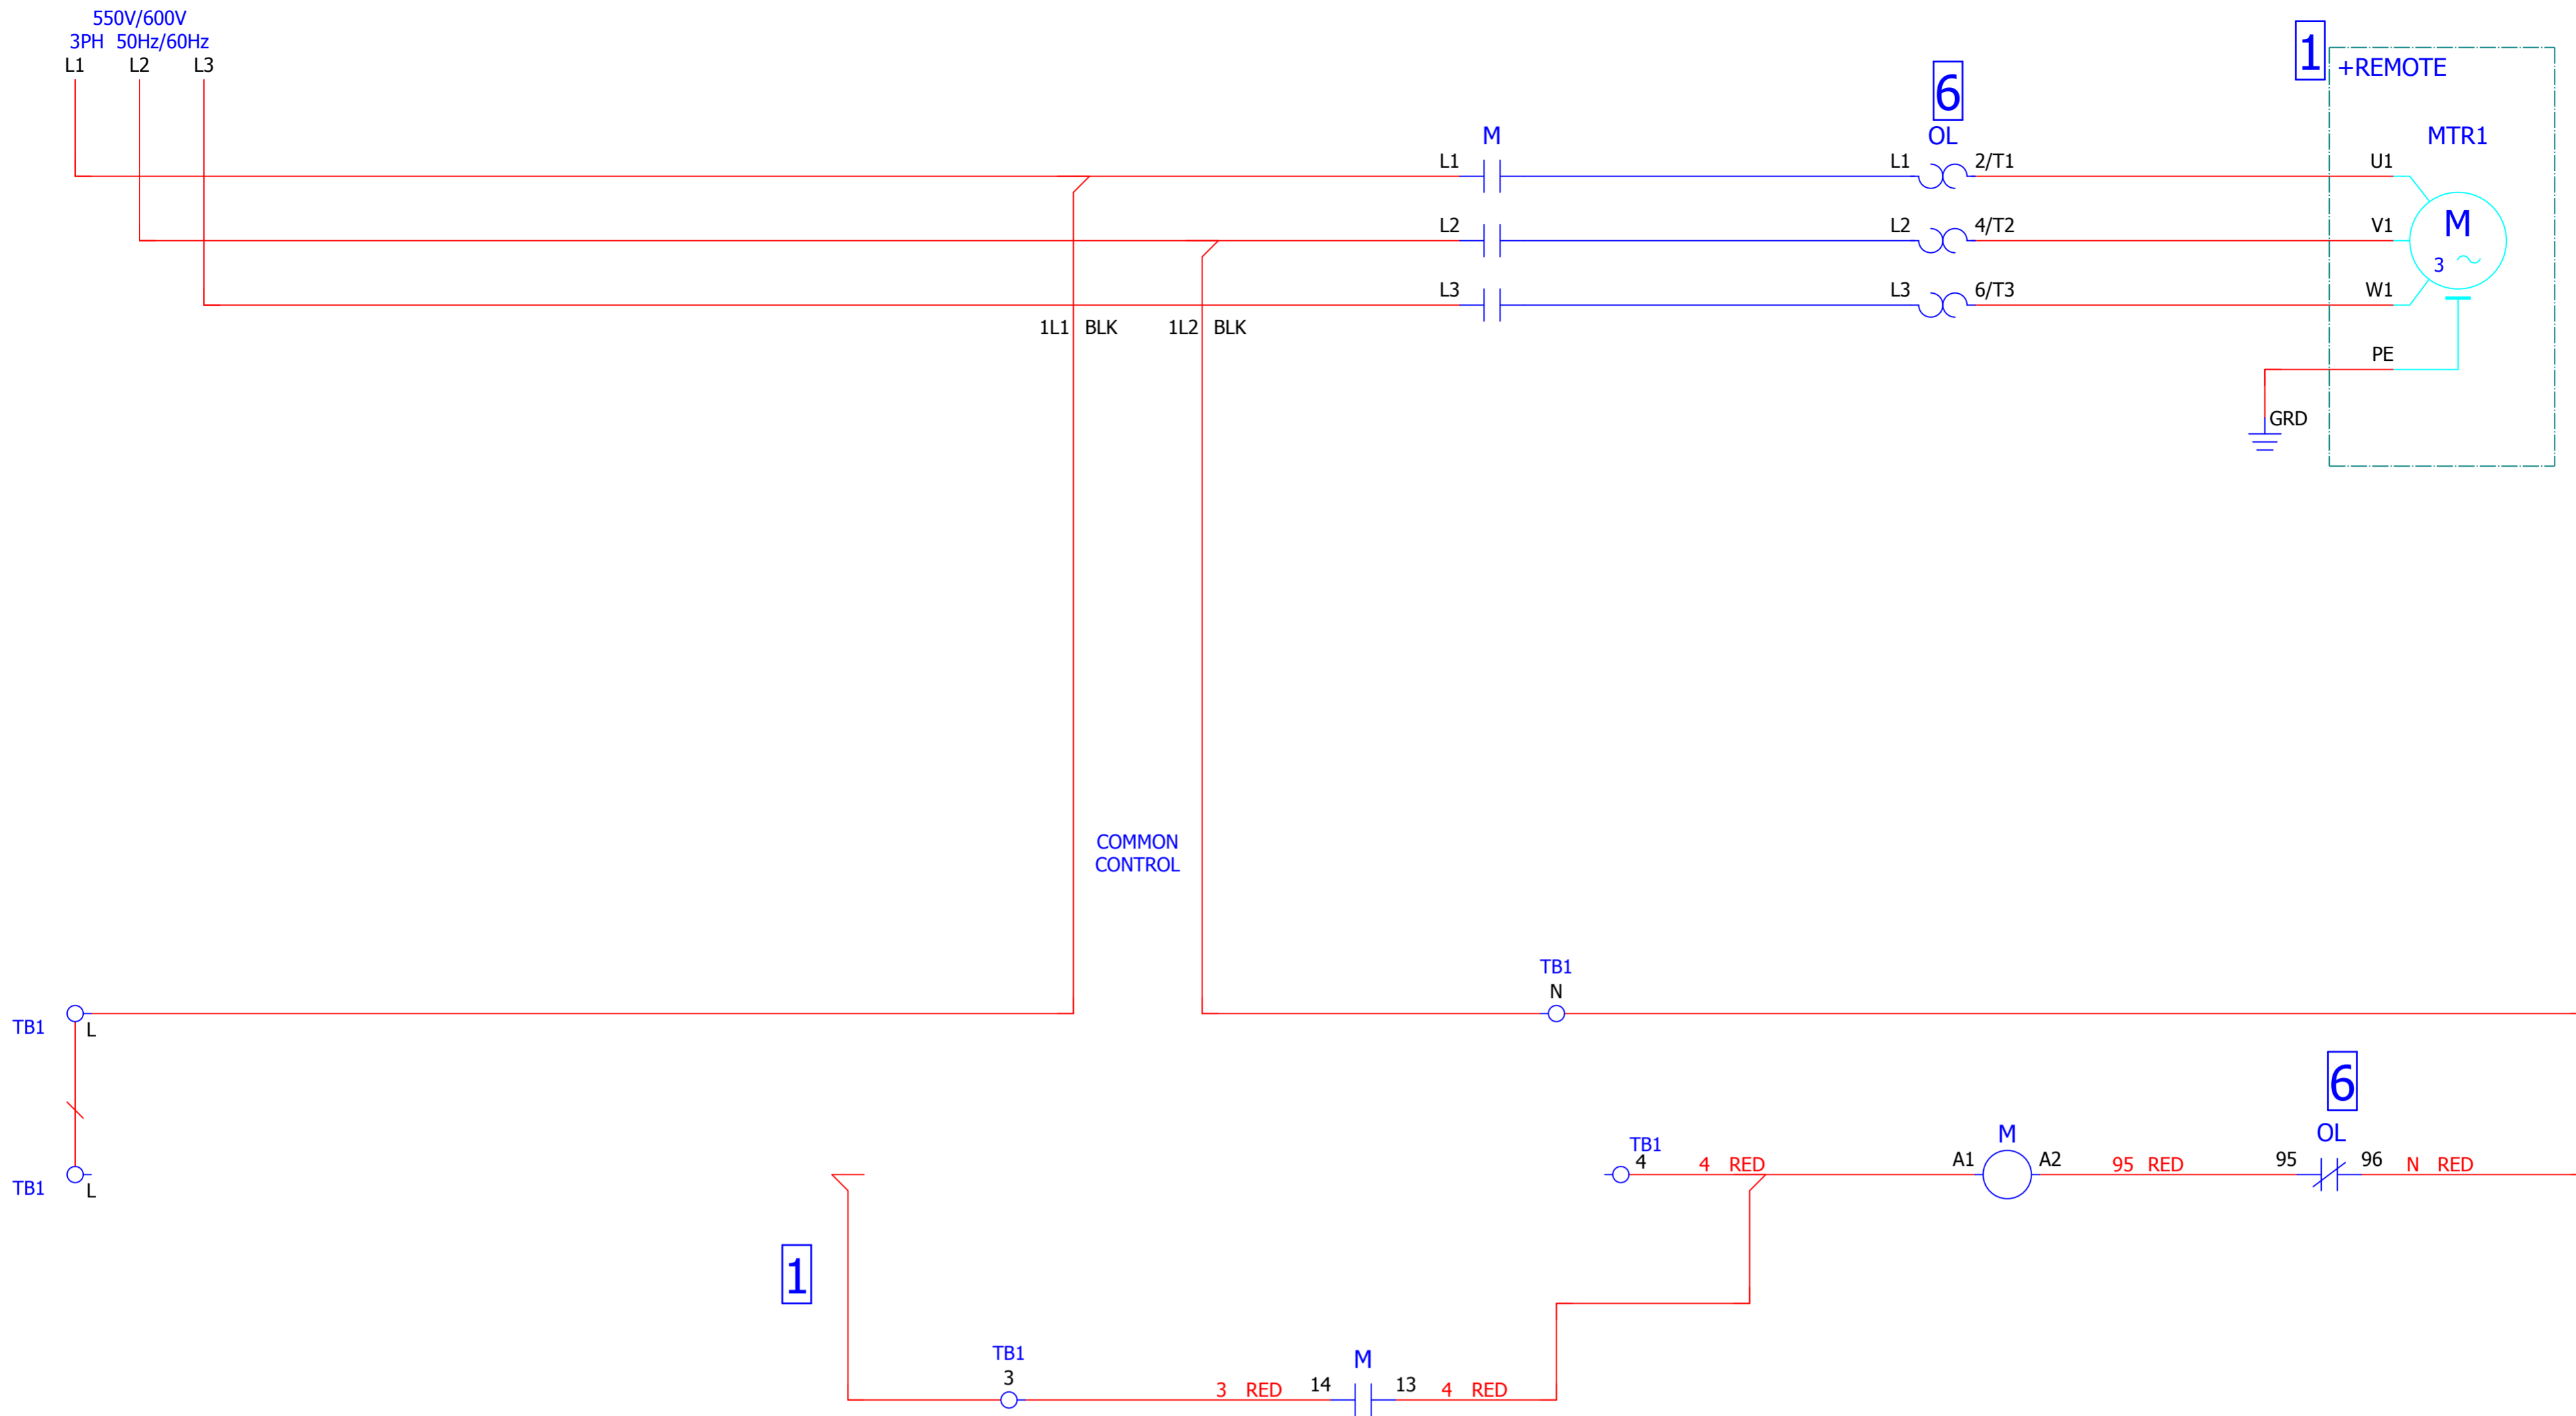 550V/600V
3PH 50Hz/60Hz
L1 L2 L3
1
+REMOTE
6
M OL MTR1
L1 L1 2/T1 U1
L2 L2 4/T2 V1
M
3
L3 L3 6/T3 W1
1L1 BLK 1L2 BLK
PE
GRD
COMMON
CONTROL
TB1
N
TB1 L
6
M OL
TB1
4 4 RED A1 A2 95 RED 95 96 N RED
TB1 L
1
TB1 M
3
3 RED 14 13 4 RED